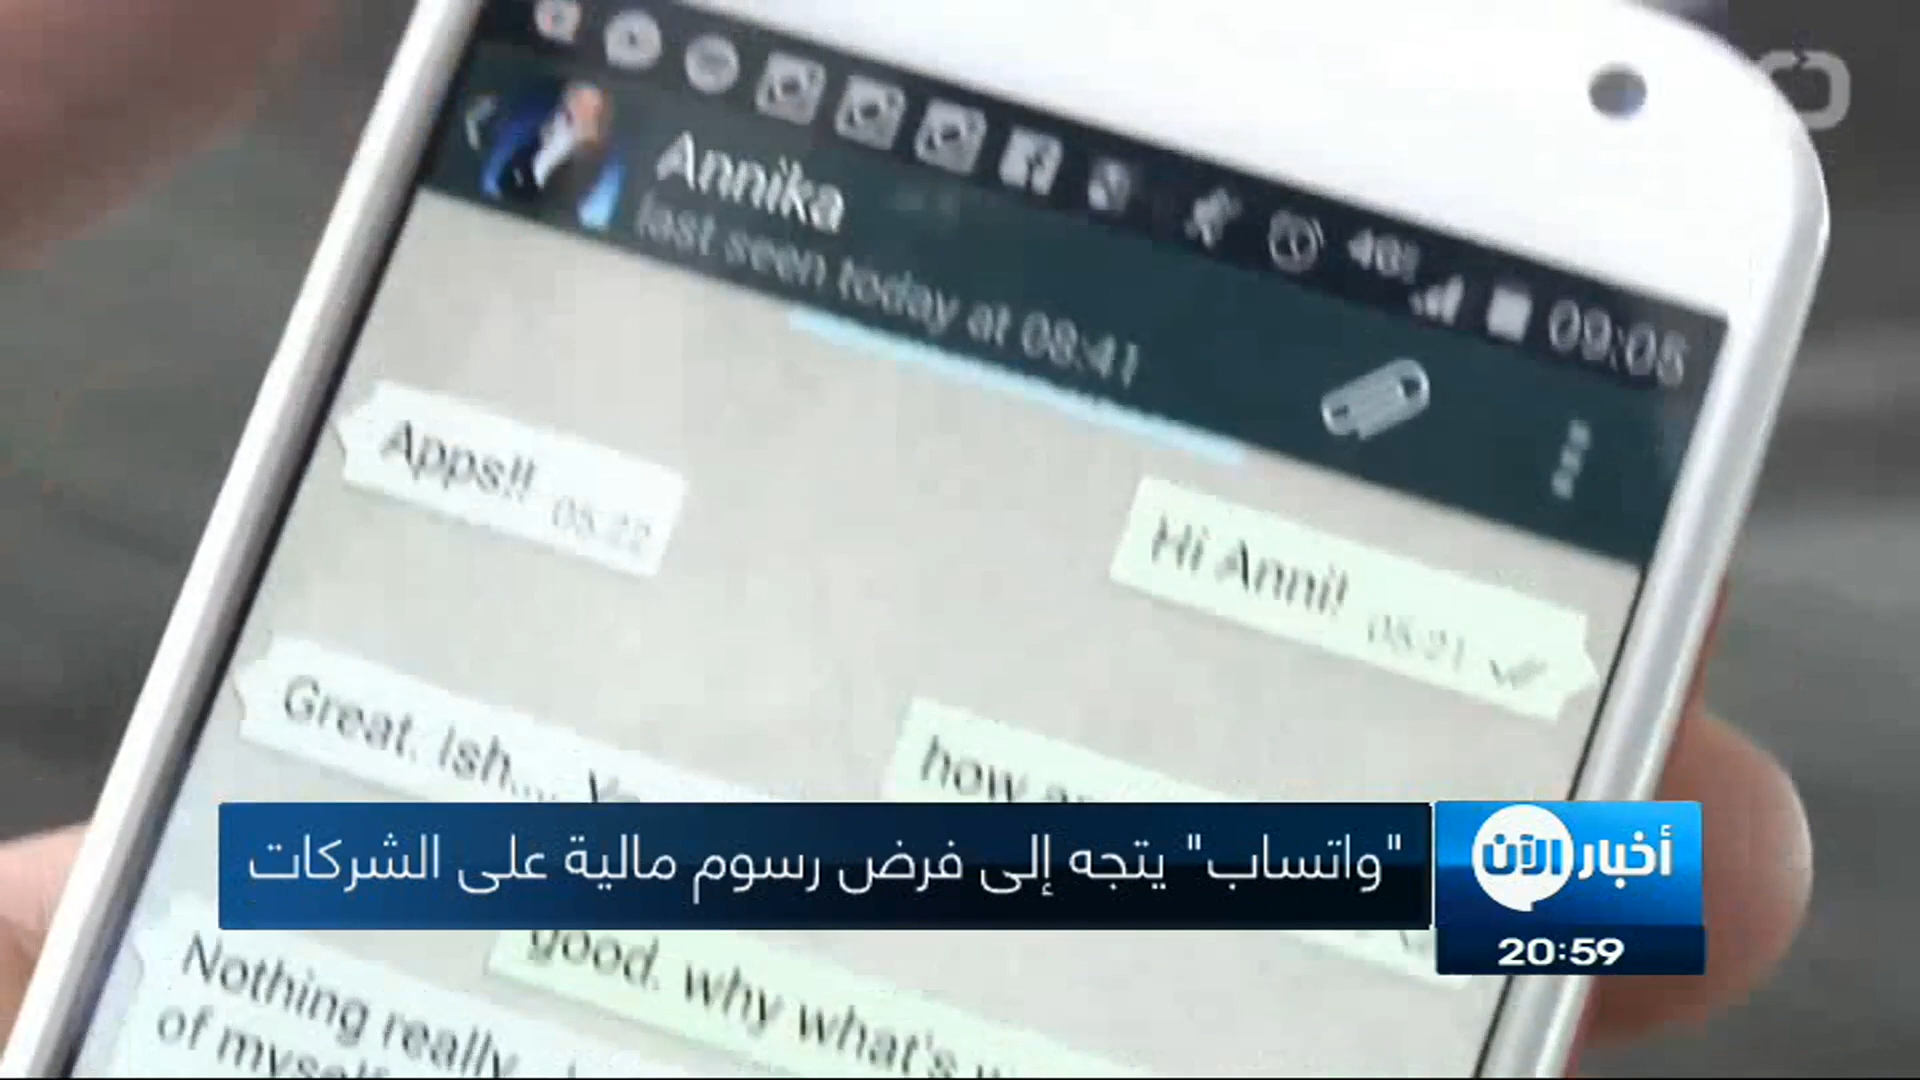 09:05
Annika
last seen today at 08:41
Hi Anni! 05:21
Apps!! 05:22
how
Great. Ish...
"واتساب" يتجه إلى فرض رسوم مالية على الشركات
أخبار الآن
20:59
good. why what's
Nothing really
of myself